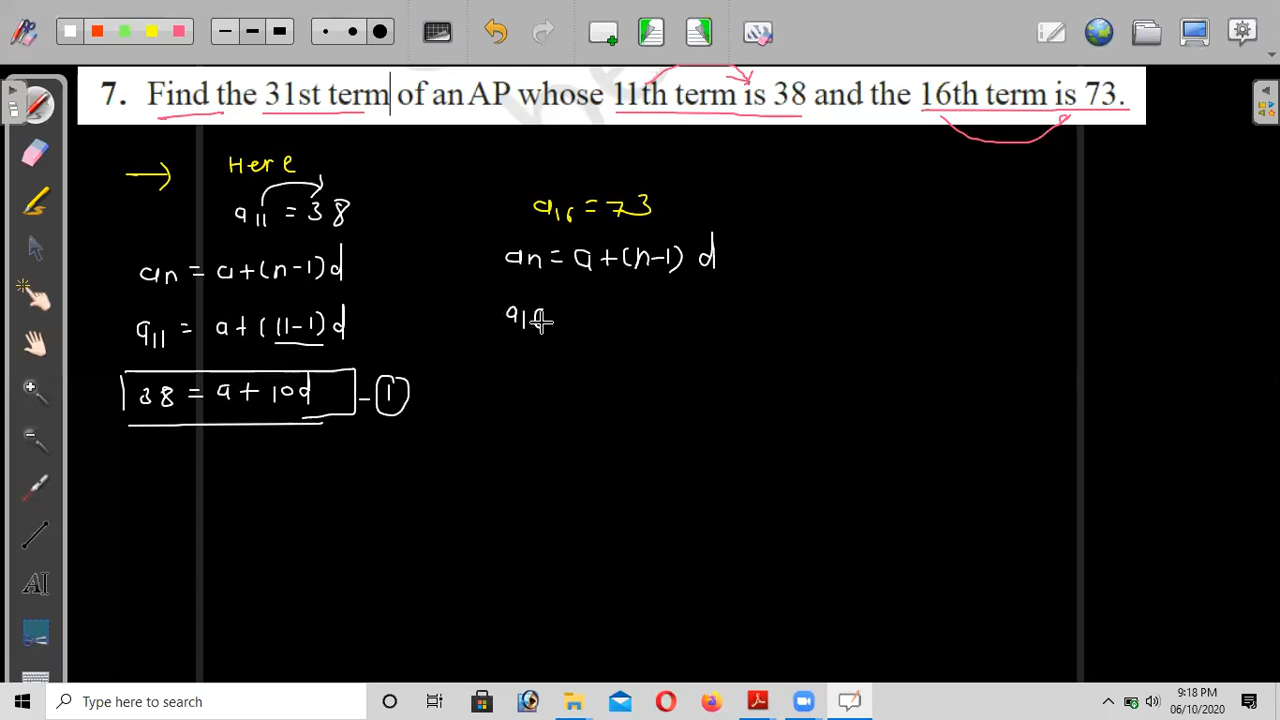 7. Find the 31st term of an AP whose 11th term is 38 and the 16th term is 73.
Here
a11 = 38
an = a+(n-1)d
a11 = a+(11-1)d
38 = a+10d - 1
a16 = 73
an = a+(n-1) d
AI
Type here to search
9:18 PM
06/10/2020